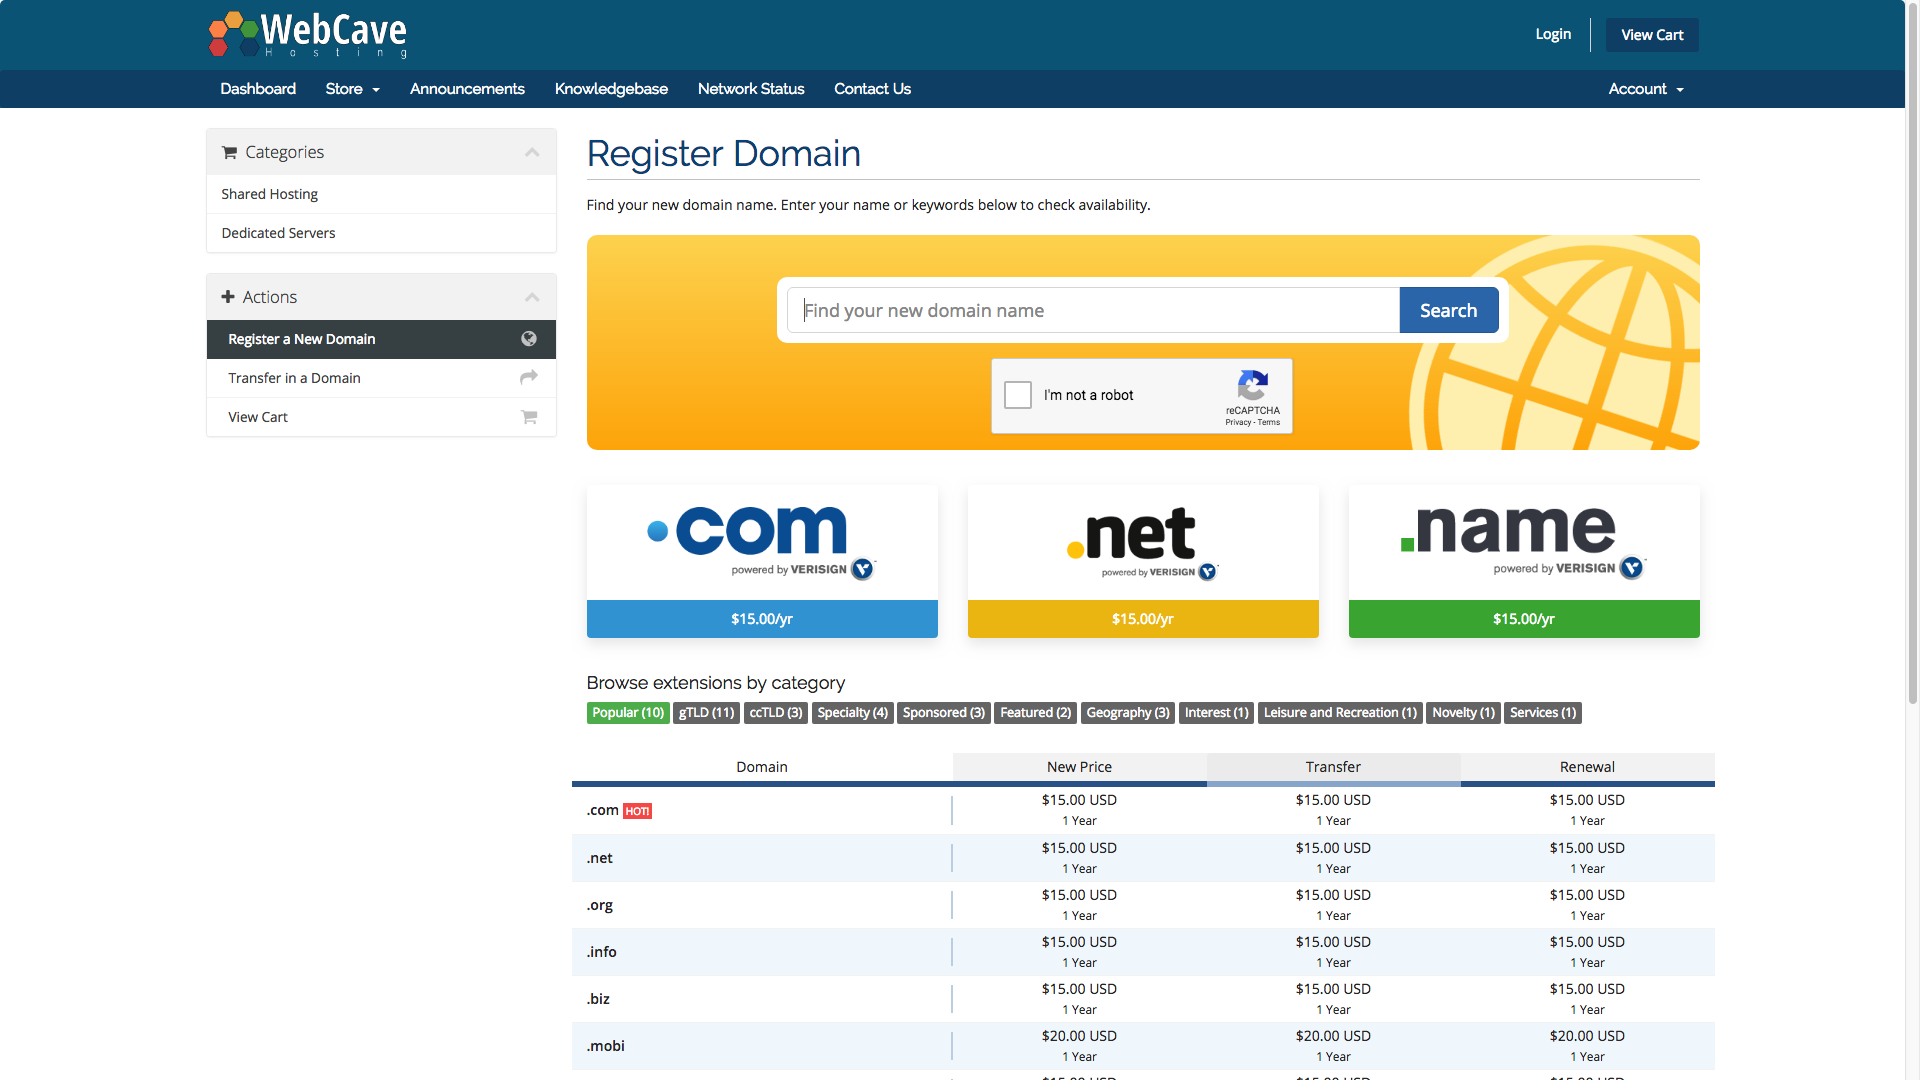 WebCave
Hosting
Login
View Cart
Dashboard
Store
Announcements
Knowledgebase
Network Status
Contact Us
Account
Categories
Shared Hosting
Dedicated Servers
Actions
Register a New Domain
Transfer in a Domain
View Cart
Register Domain
Find your new domain name. Enter your name or keywords below to check availability.
Find your new domain name
Search
I'm not a robot
reCAPTCHA
Privacy - Terms
.com
powered by VERISIGN
$15.00/yr
.net
powered by VERISIGN
$15.00/yr
.name
powered by VERISIGN
$15.00/yr
Browse extensions by category
Popular (10) gTLD (11) ccTLD (3) Specialty (4) Sponsored (3) Featured (2) Geography (3) Interest (1) Leisure and Recreation (1) Novelty (1) Services (1)
Domain New Price Transfer Renewal
.com HOT! $15.00 USD $15.00 USD $15.00 USD
1 Year 1 Year 1 Year
.net $15.00 USD $15.00 USD $15.00 USD
1 Year 1 Year 1 Year
.org $15.00 USD $15.00 USD $15.00 USD
1 Year 1 Year 1 Year
.info $15.00 USD $15.00 USD $15.00 USD
1 Year 1 Year 1 Year
.biz $15.00 USD $15.00 USD $15.00 USD
1 Year 1 Year 1 Year
.mobi $20.00 USD $20.00 USD $20.00 USD
1 Year 1 Year 1 Year